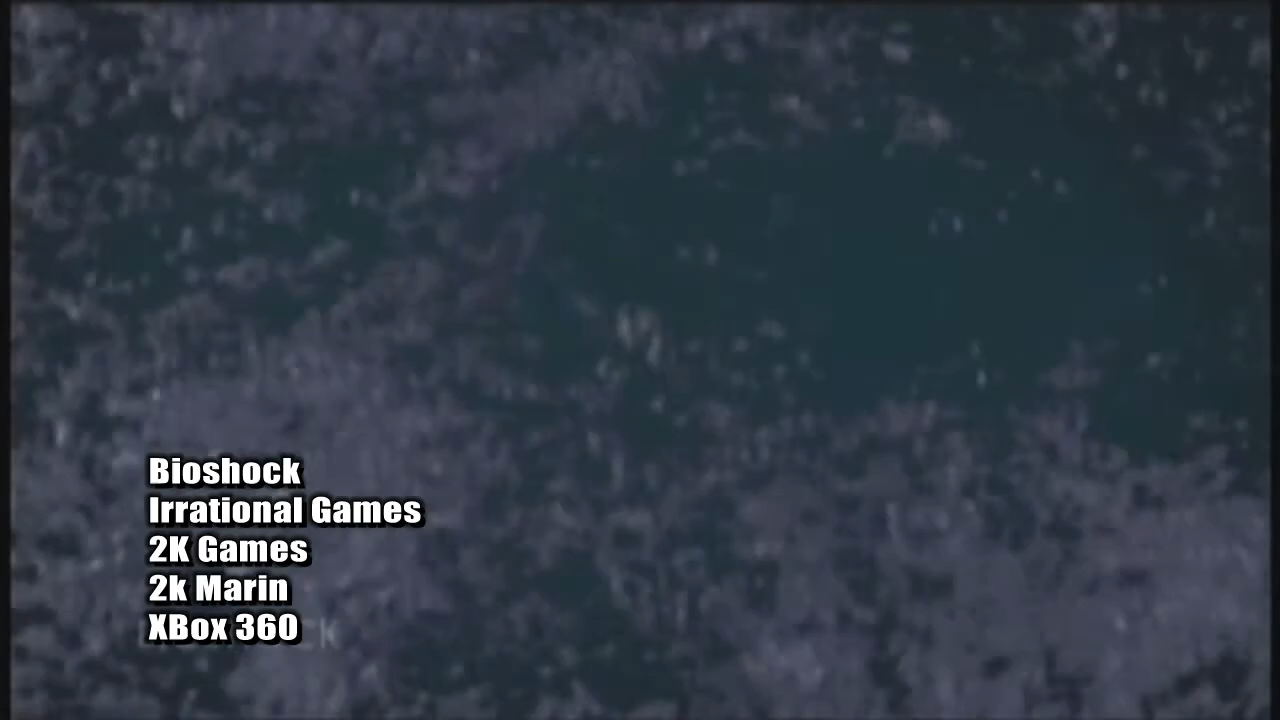 Bioshock
Irrational Games
2K Games
2k Marin
XBox 360